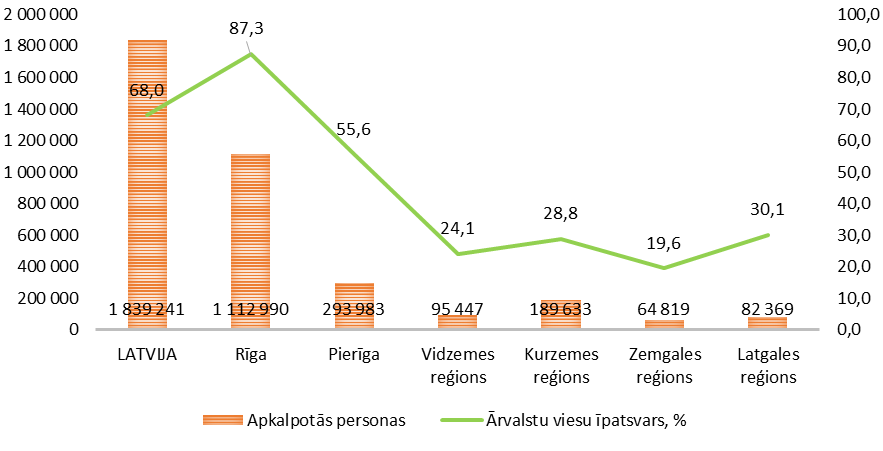 2 000 000
1 800 000
1 600 000
1 400 000
1 200 000
1 000 000
800 000
600 000
400 000
200 000
0
100,0
90,0
80,0
70,0
60,0
50,0
40,0
30,0
20,0
10,0
0,0
68,0
87,3
55,6
24,1
28,8
19,6
30,1
1 839 241
1 112 990
293 983
95 447
189 633
64 819
82 369
LATVIJA
Rīga
Pierīga
Vidzemes
reģions
Kurzemes
reģions
Zemgales
reģions
Latgales
reģions
Apkalpotās personas
Ārvalstu viesu īpatsvars, %